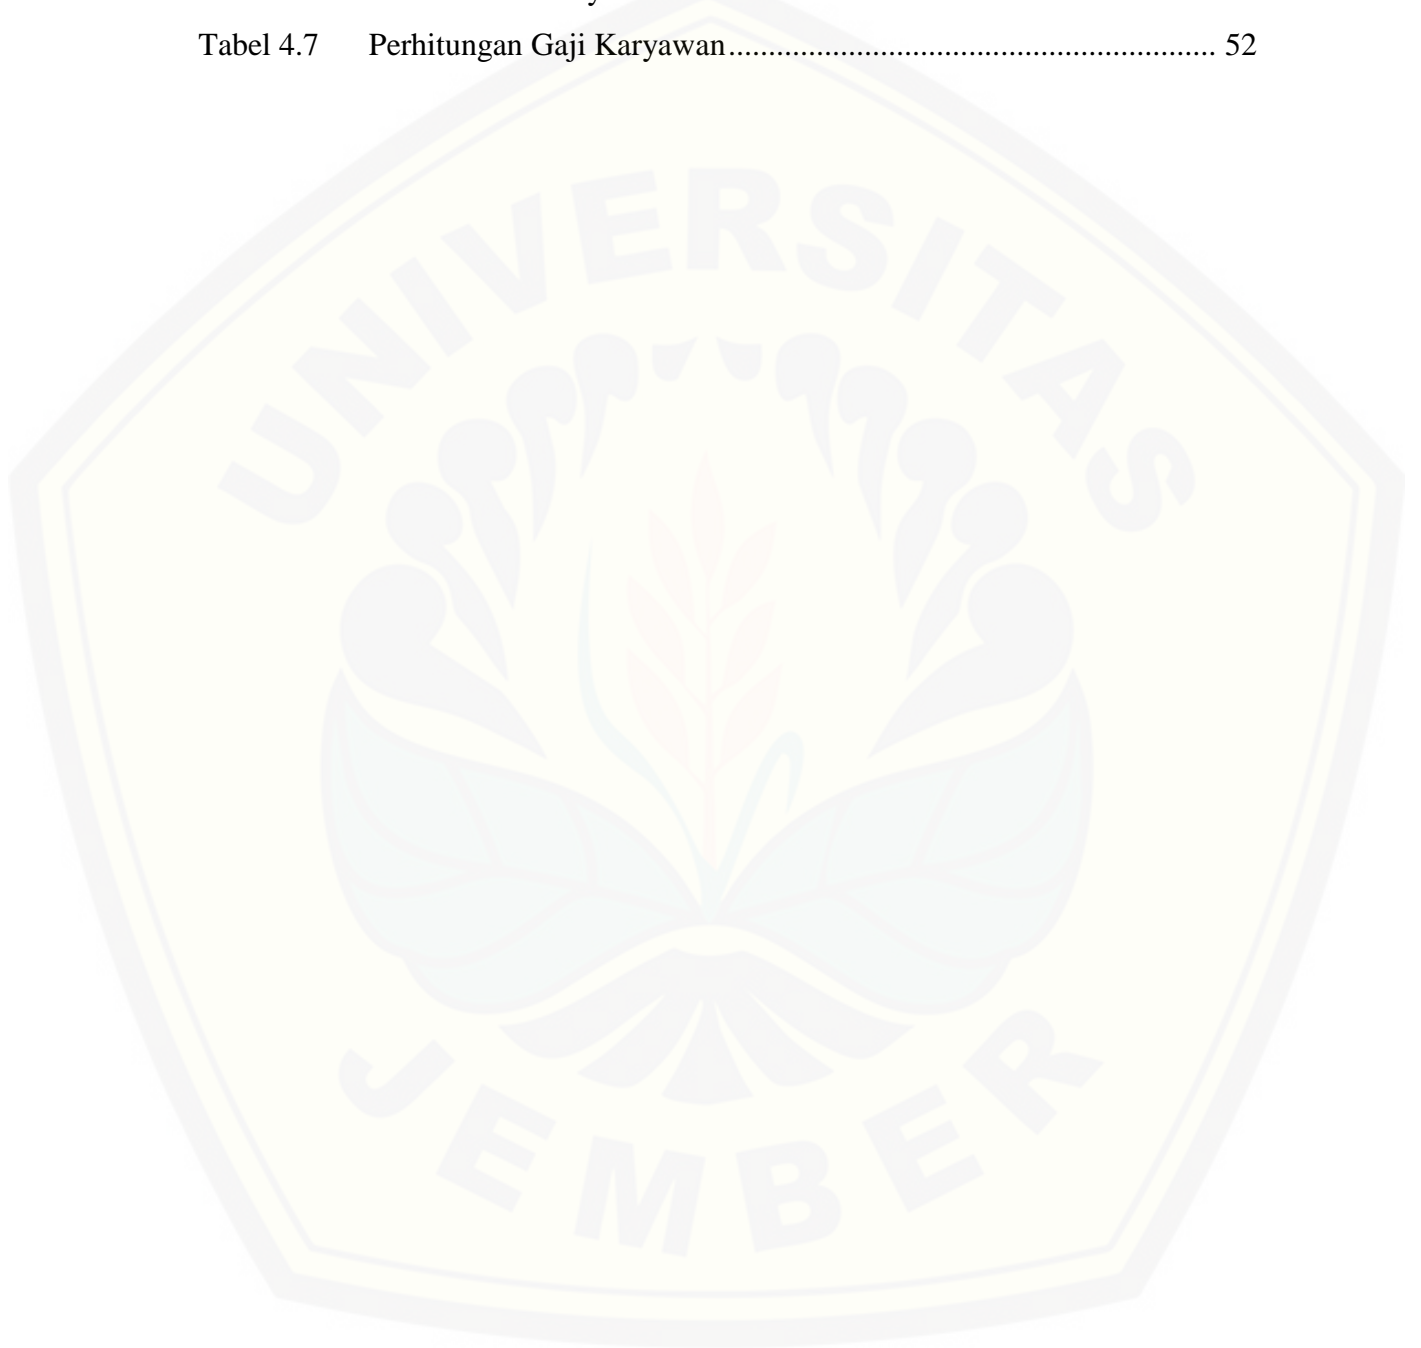 Tabel 4.7 Perhitungan Gaji Karyawan............................................................. 52
UNIVERSITAS
JEMBER